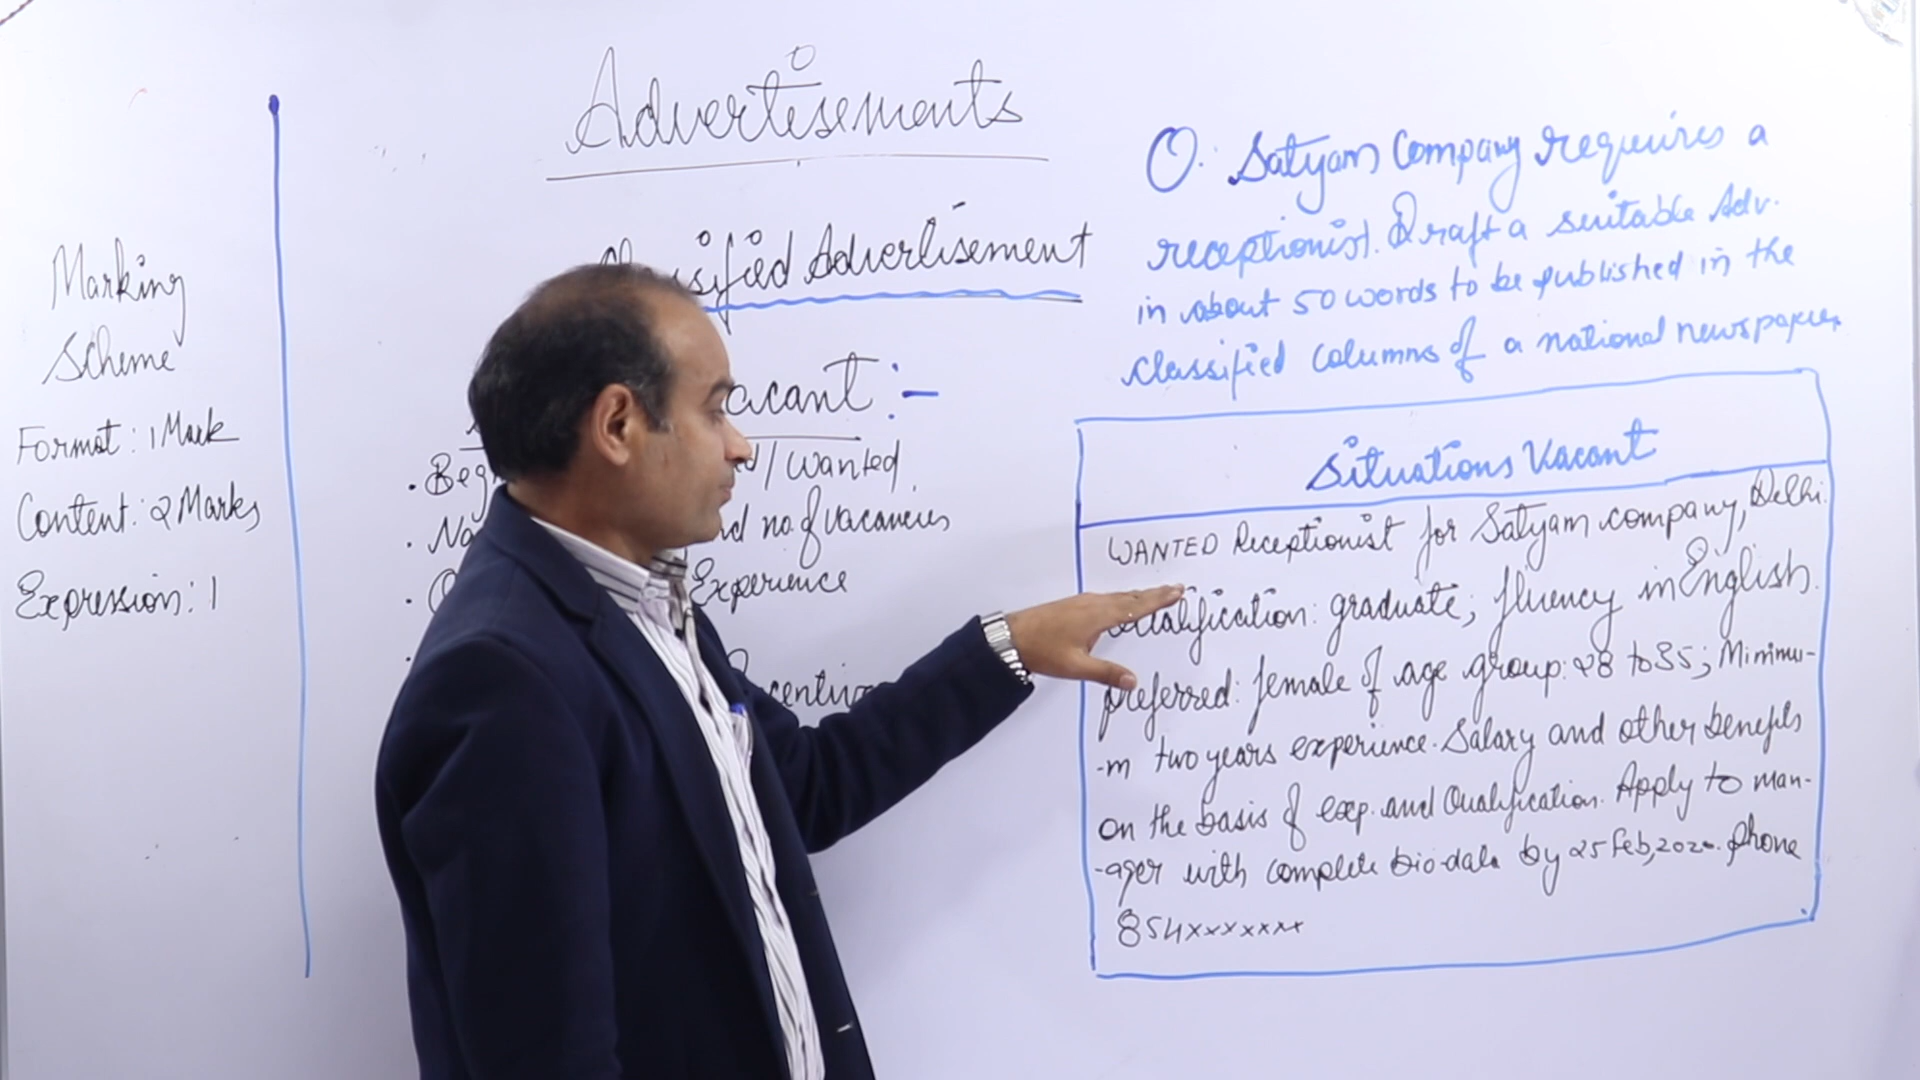 Advertisements
Classified Advertisement
Marking
Scheme
Format: 1 Mark
Content: 2 Marks
Expression: 1
acant :-
/ Wanted
no. of vacancies
Experience
Q. Satyam Company requires a
receptionist. Draft a suitable Adv.
in about 50 words to be published in the
classified columns of a national newspaper.
Situations Vacant
WANTED Receptionist for Satyam company, Delhi.
Qualification: graduate; fluency in English.
preferred: female of age group: 28 to 35; Minimu-
-m two years experience. Salary and other benefits
on the basis of exp. and Qualification. Apply to man-
-ager with complete bio-data by 25 Feb, 2020. Phone
854xxxxxxx